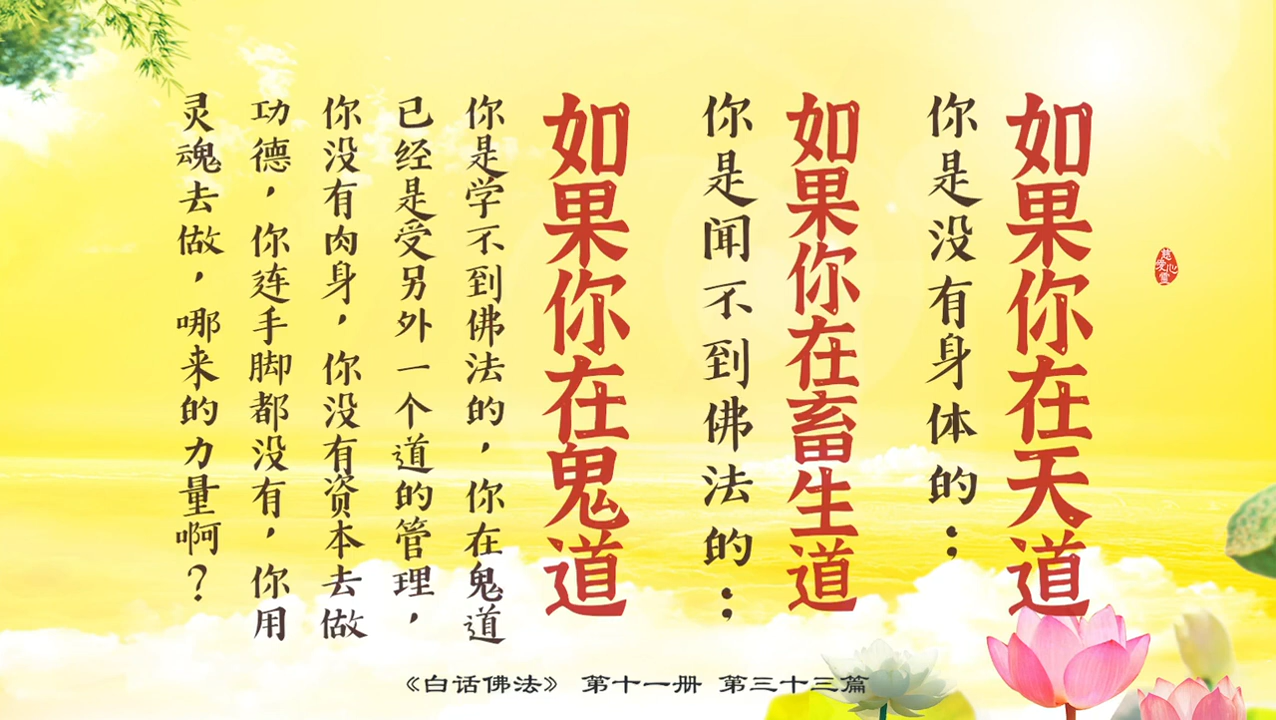 如果你在天道
你是没有身体的；
如果你在畜生道
你是闻不到佛法的；
如果你在鬼道
你是学不到佛法的，你在鬼道
已经是受另外一个道的管理，
你没有肉身，你没有资本去做
功德，你连手脚都没有，你用
灵魂去做，哪来的力量啊？
《白话佛法》 第十一册 第三十三篇